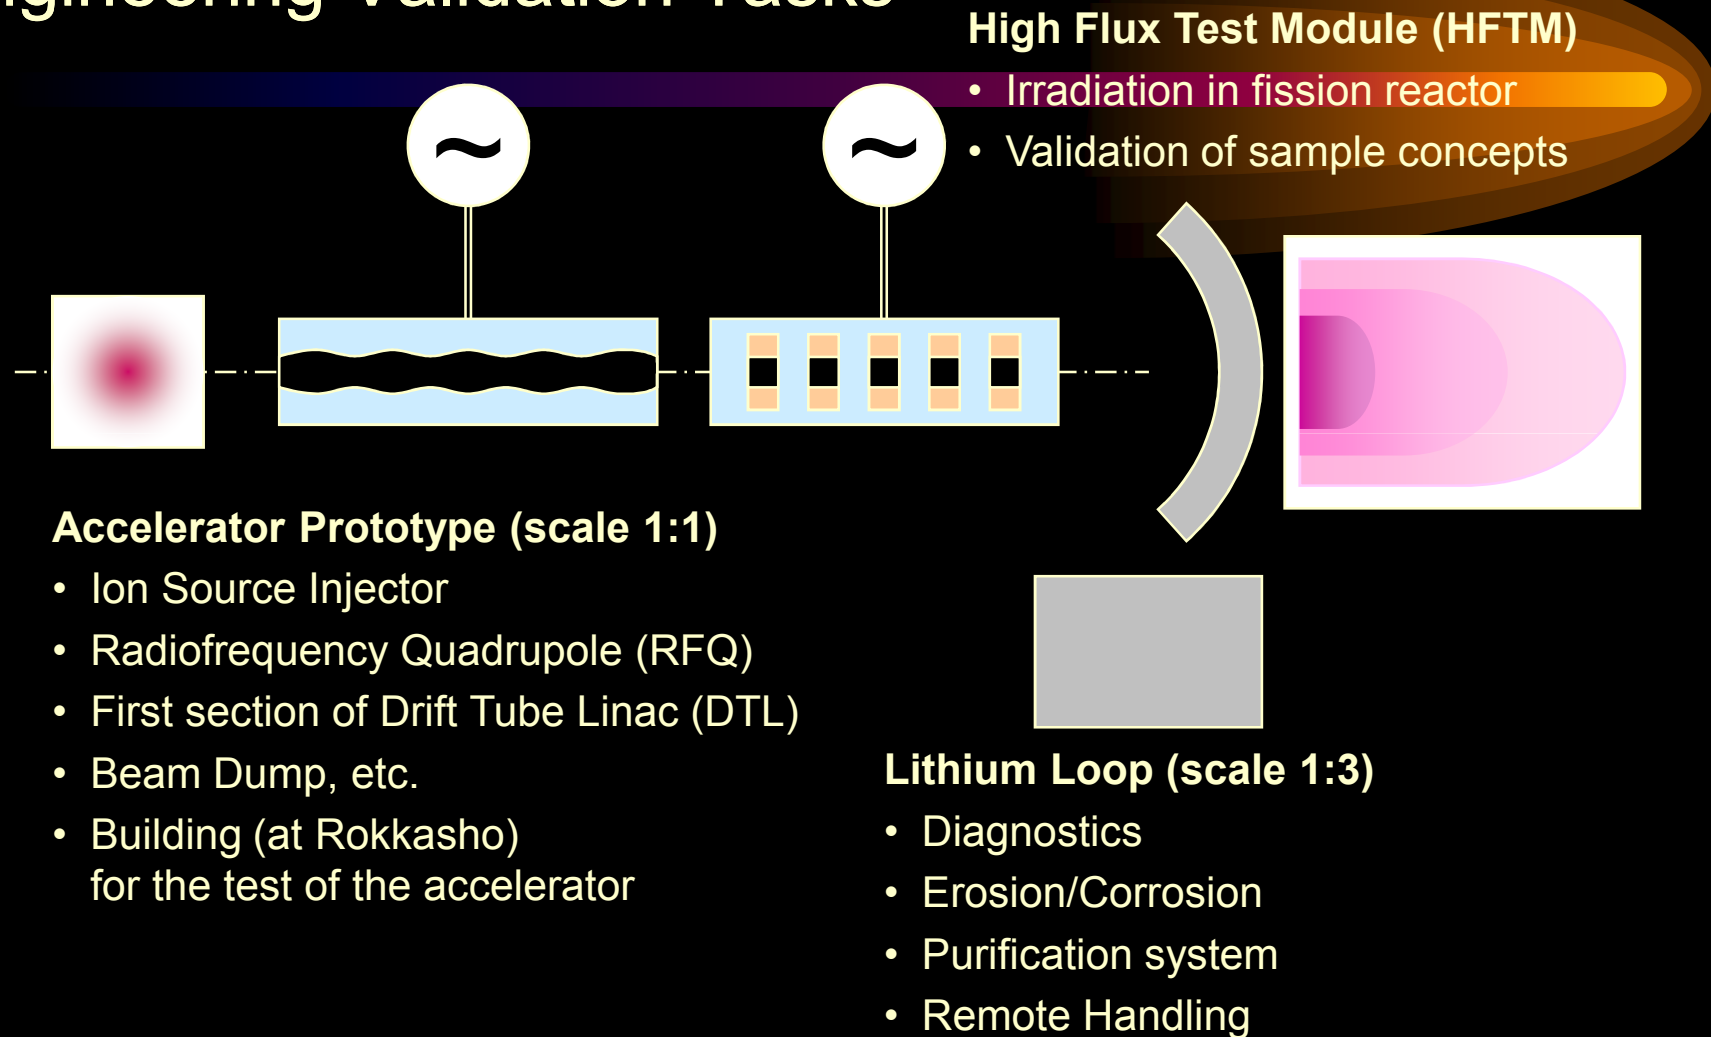 Validation Tasks
High Flux Test Module (HFTM)
• Irradiation in fission reactor
• Validation of sample concepts
~
~
Accelerator Prototype (scale 1:1)
• Ion Source Injector
• Radiofrequency Quadrupole (RFQ)
• First section of Drift Tube Linac (DTL)
• Beam Dump, etc.
• Building (at Rokkasho)
for the test of the accelerator
Lithium Loop (scale 1:3)
• Diagnostics
• Erosion/Corrosion
• Purification system
• Remote Handling